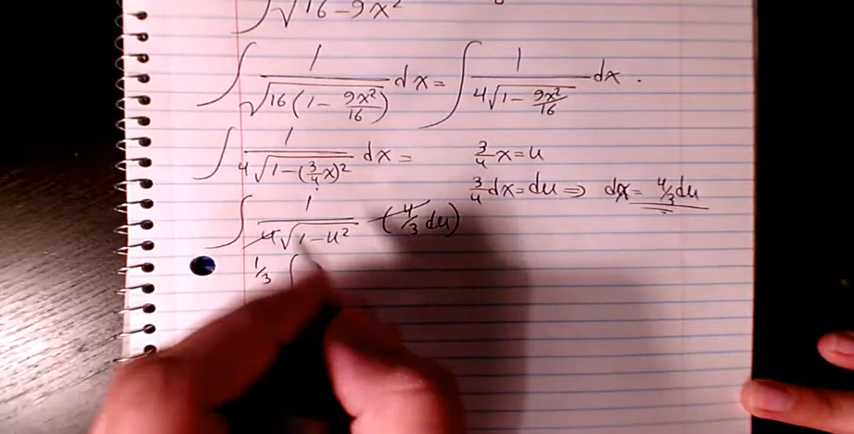 ∫ √16-9x²
∫ 1/√(16(1 - 9x²/16)) dx = ∫ 1/(4√(1 - 9x²/16)) dx .
∫ 1/(4√(1-(3/4 x)²)) dx =
3/4 x = u
3/4 dx = du ⇒ dx = 4/3 du
∫ 1/(4√(1-u²)) (4/3 du)
1/3 ∫